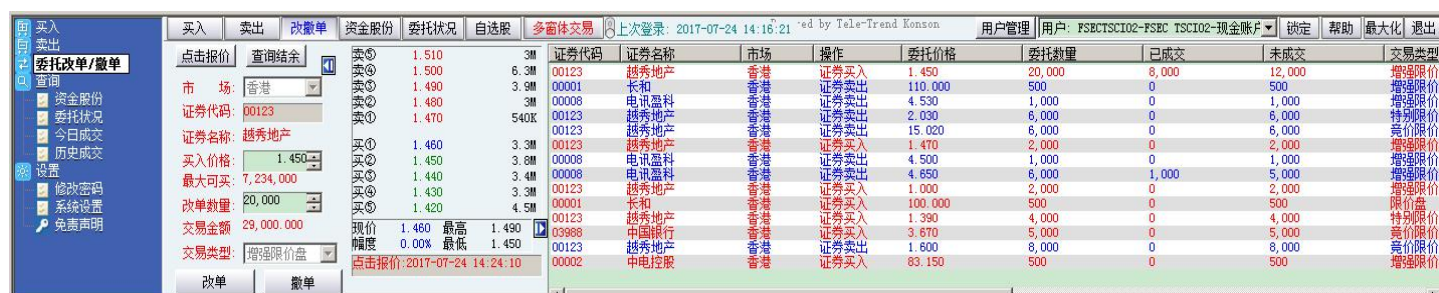 买入 卖出 改撤单 资金股份 委托状况 自选股 多窗体交易 上次登录: 2017-07-24 14:16:21 ed by Tele-Trend Konson 用户管理 用户: FSECTSCI02-FSEC TSCI02-现金账户 锁定 帮助 最大化 退出
买入
卖出
委托改单/撤单
查询
资金股份
委托状况
今日成交
历史成交
设置
修改密码
系统设置
免责声明
点击报价 查询结余
市 场: 香港
证券代码: 00123
证券名称: 越秀地产
买入价格: 1.450
最大可买: 7,234,000
改单数量: 20,000
交易金额 29,000.000
交易类型: 增强限价盘
改单 撤单
卖⑤ 1.510 3M
卖④ 1.500 6.3M
卖③ 1.490 3.9M
卖② 1.480 3M
卖① 1.470 540K
买① 1.460 3.3M
买② 1.450 3.8M
买③ 1.440 3.4M
买④ 1.430 3.3M
买⑤ 1.420 4.5M
现价 1.460 最高 1.490
幅度 0.00% 最低 1.450
点击报价:2017-07-24 14:24:10
证券代码 证券名称 市场 操作 委托价格 委托数量 已成交 未成交 交易类型
00123 越秀地产 香港 证券买入 1.450 20,000 8,000 12,000 增强限价
00001 长和 香港 证券卖出 110.000 500 0 500 增强限价
00008 电讯盈科 香港 证券卖出 4.530 1,000 0 1,000 增强限价
00123 越秀地产 香港 证券卖出 2.030 6,000 0 6,000 特别限价
00123 越秀地产 香港 证券卖出 15.020 6,000 0 6,000 竞价限价
00123 越秀地产 香港 证券买入 1.470 2,000 0 2,000 增强限价
00008 电讯盈科 香港 证券卖出 4.500 1,000 0 1,000 增强限价
00008 电讯盈科 香港 证券卖出 4.650 6,000 1,000 5,000 增强限价
00123 越秀地产 香港 证券买入 1.000 2,000 0 2,000 增强限价
00001 长和 香港 证券买入 100.000 500 0 500 限价盘
00123 越秀地产 香港 证券买入 1.390 4,000 0 4,000 特别限价
03988 中国银行 香港 证券买入 3.670 5,000 0 5,000 竞价限价
00123 越秀地产 香港 证券卖出 1.600 8,000 0 8,000 竞价限价
00002 中电控股 香港 证券买入 83.150 500 0 500 增强限价